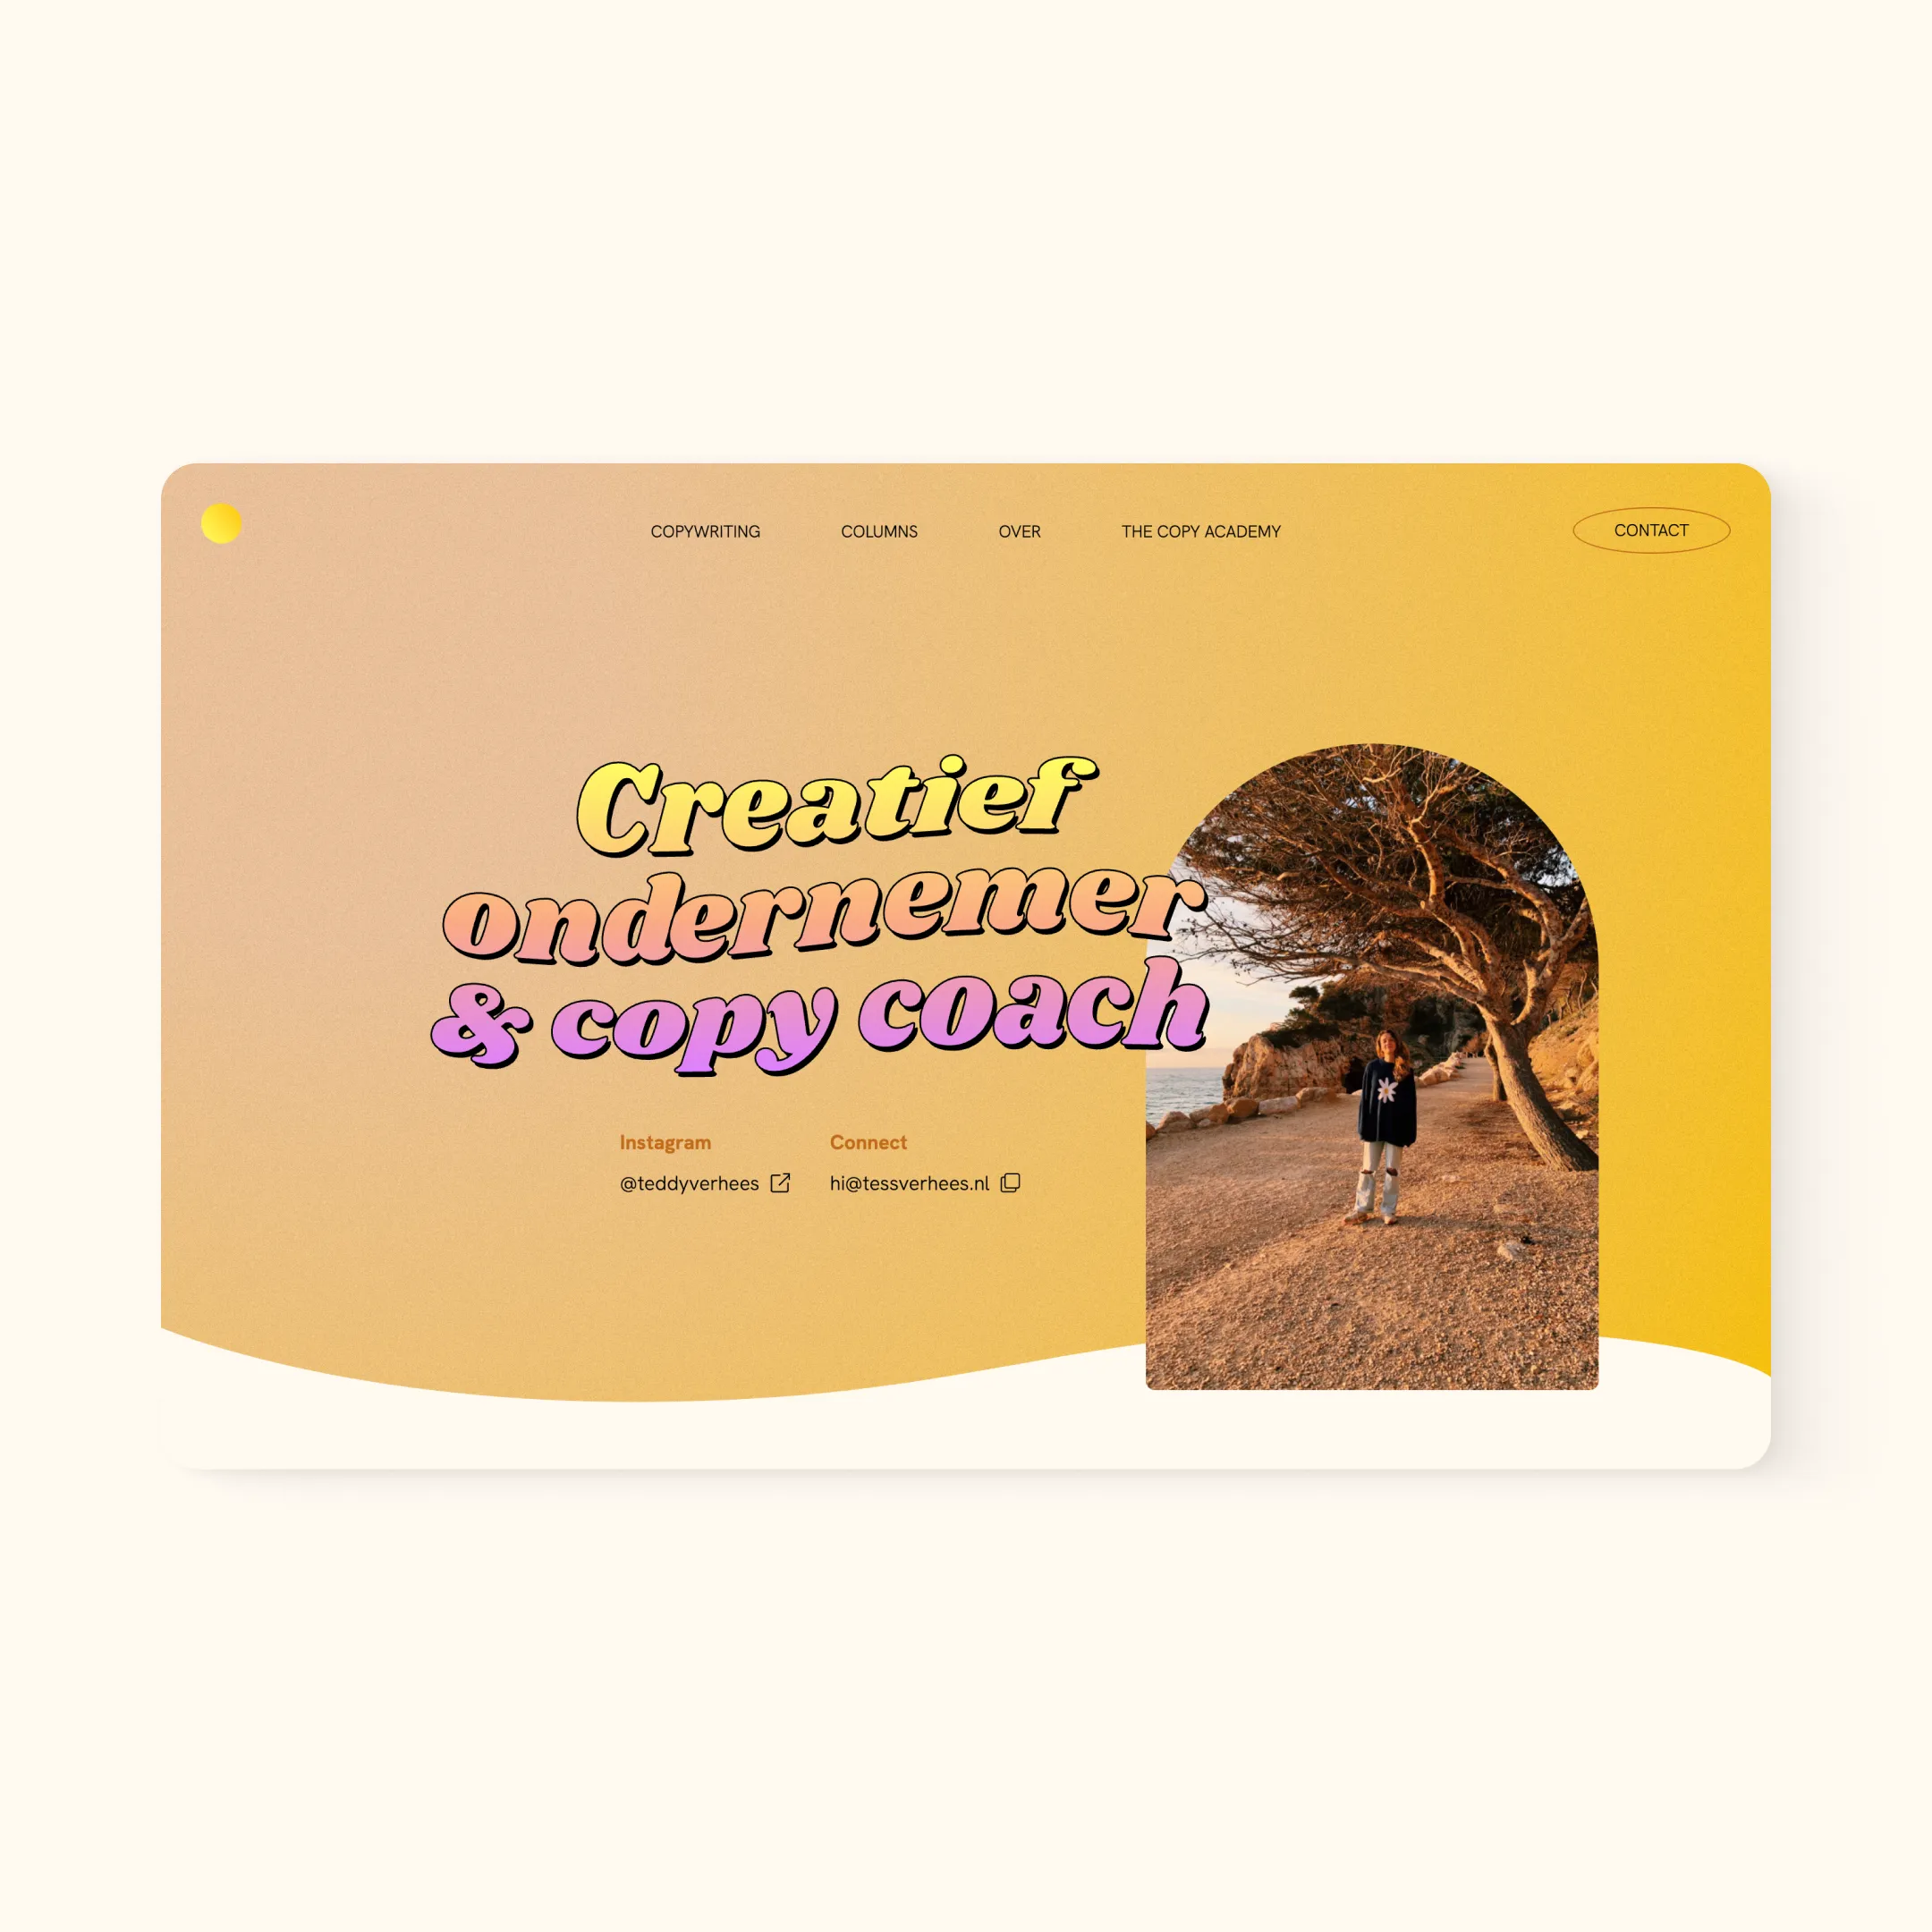 COPYWRITING COLUMNS OVER THE COPY ACADEMY CONTACT
Creatief
ondernemer
& copy coach
Instagram Connect
@teddyverhees hi@tessverhees.nl